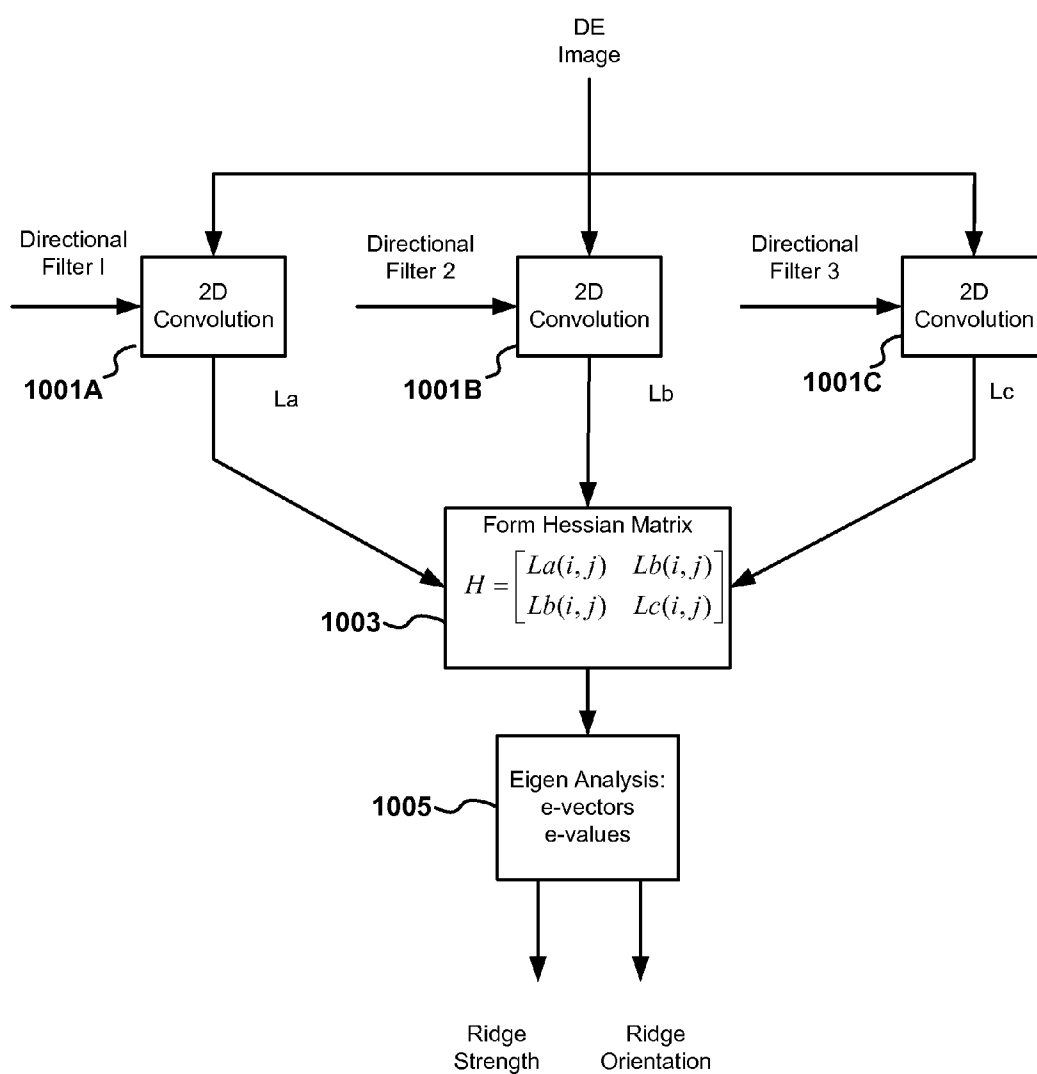 DE
Image
Directional
Filter I
Directional
Filter 2
Directional
Filter 3
2D
Convolution
2D
Convolution
2D
Convolution
1001A
La
1001B
Lb
1001C
Lc
Form Hessian Matrix
H = [La(i, j) Lb(i, j)
Lb(i, j) Lc(i, j)]
1003
Eigen Analysis:
e-vectors
e-values
1005
Ridge
Strength
Ridge
Orientation